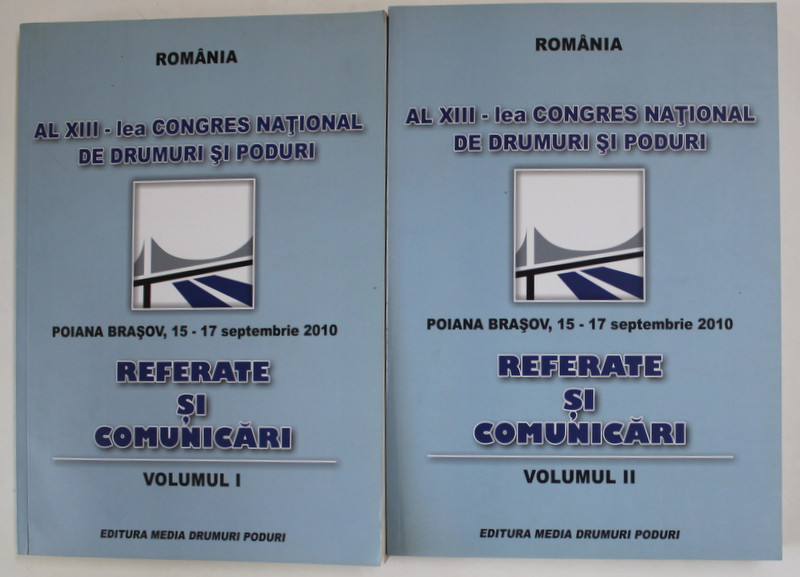 ROMÂNIA
AL XIII - lea CONGRES NAŢIONAL
DE DRUMURI ŞI PODURI
POIANA BRAŞOV, 15 - 17 septembrie 2010
REFERATE
ȘI
COMUNICĂRI
VOLUMUL I
EDITURA MEDIA DRUMURI PODURI
ROMÂNIA
AL XIII - lea CONGRES NAŢIONAL
DE DRUMURI ŞI PODURI
POIANA BRAŞOV, 15 - 17 septembrie 2010
REFERATE
ȘI
COMUNICĂRI
VOLUMUL II
EDITURA MEDIA DRUMURI PODURI